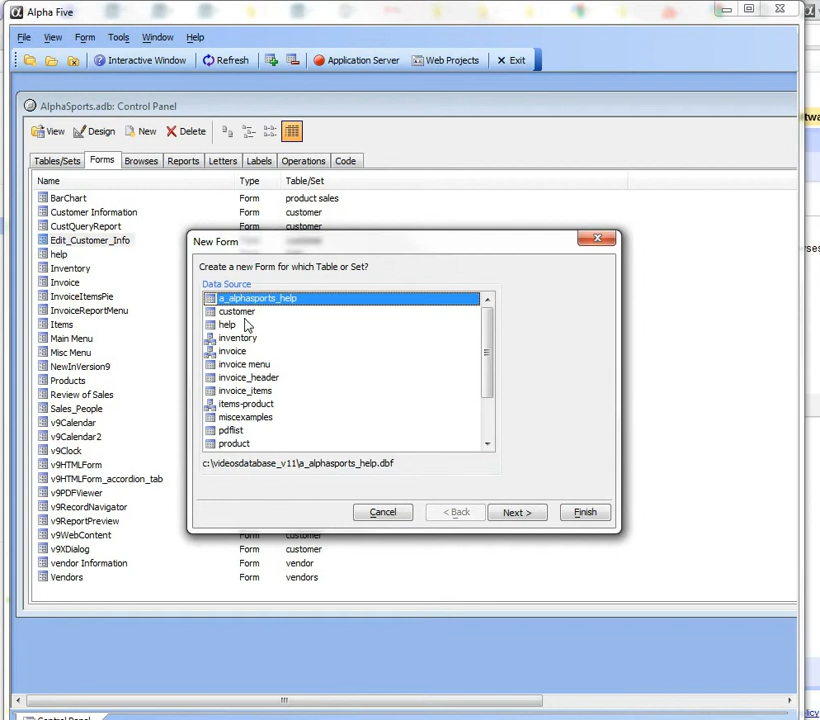 Alpha Five
File View Form Tools Window Help
Interactive Window Refresh Application Server Web Projects Exit
AlphaSports.adb: Control Panel
View Design New Delete
Tables/Sets Forms Browses Reports Letters Labels Operations Code
Name Type Table/Set
BarChart Form product sales
Customer Information Form customer
CustQueryReport Form customer
Edit_Customer_Info
help
Inventory
Invoice
InvoiceItemsPie
InvoiceReportMenu
Items
Main Menu
Misc Menu
NewInVersion9
Products
Review of Sales
Sales_People
v9Calendar
v9Calendar2
v9Clock
v9HTMLForm
v9HTMLForm_accordion_tab
v9PDFViewer
v9RecordNavigator
v9ReportPreview
v9WebContent Form customer
v9XDialog Form customer
vendor Information Form vendor
Vendors Form vendors
New Form
Create a new Form for which Table or Set?
Data Source
a_alphasports_help
customer
help
inventory
invoice
invoice menu
invoice_header
invoice_items
items-product
miscexamples
pdflist
product
c:\videosdatabase_v11\a_alphasports_help.dbf
Cancel < Back Next > Finish